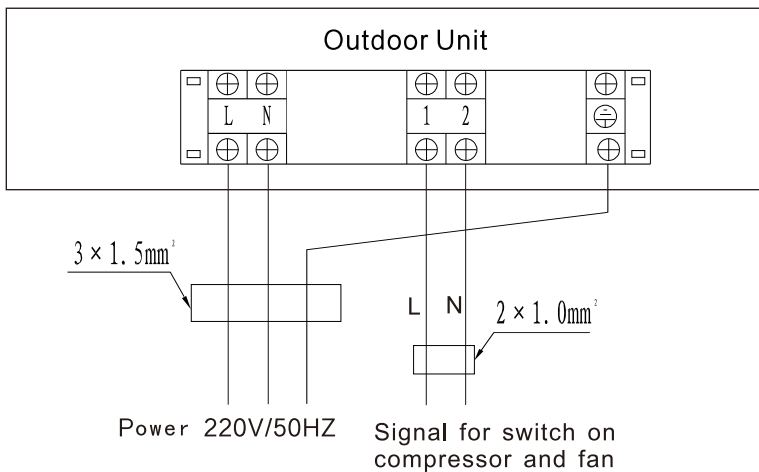 Outdoor Unit
L N 1 2
3×1.5mm²
L N
2×1.0mm²
Power 220V/50HZ
Signal for switch on
compressor and fan